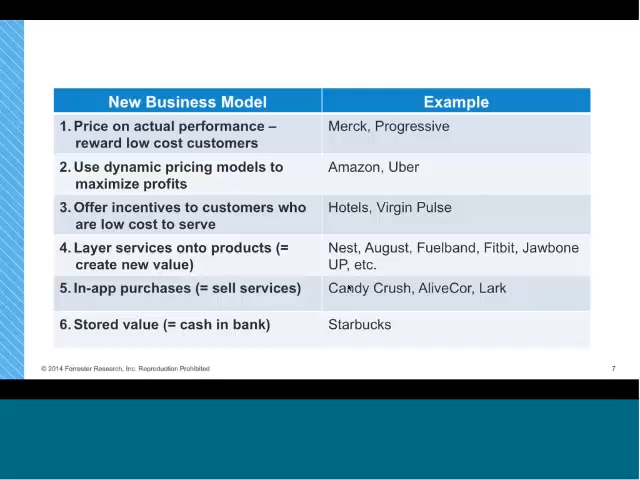 New Business Model
Example
1. Price on actual performance –
reward low cost customers
Merck, Progressive
2. Use dynamic pricing models to
maximize profits
Amazon, Uber
3. Offer incentives to customers who
are low cost to serve
Hotels, Virgin Pulse
4. Layer services onto products (=
create new value)
Nest, August, Fuelband, Fitbit, Jawbone
UP, etc.
5. In-app purchases (= sell services)
Candy Crush, AliveCor, Lark
6. Stored value (= cash in bank)
Starbucks
© 2014 Forrester Research, Inc. Reproduction Prohibited
7